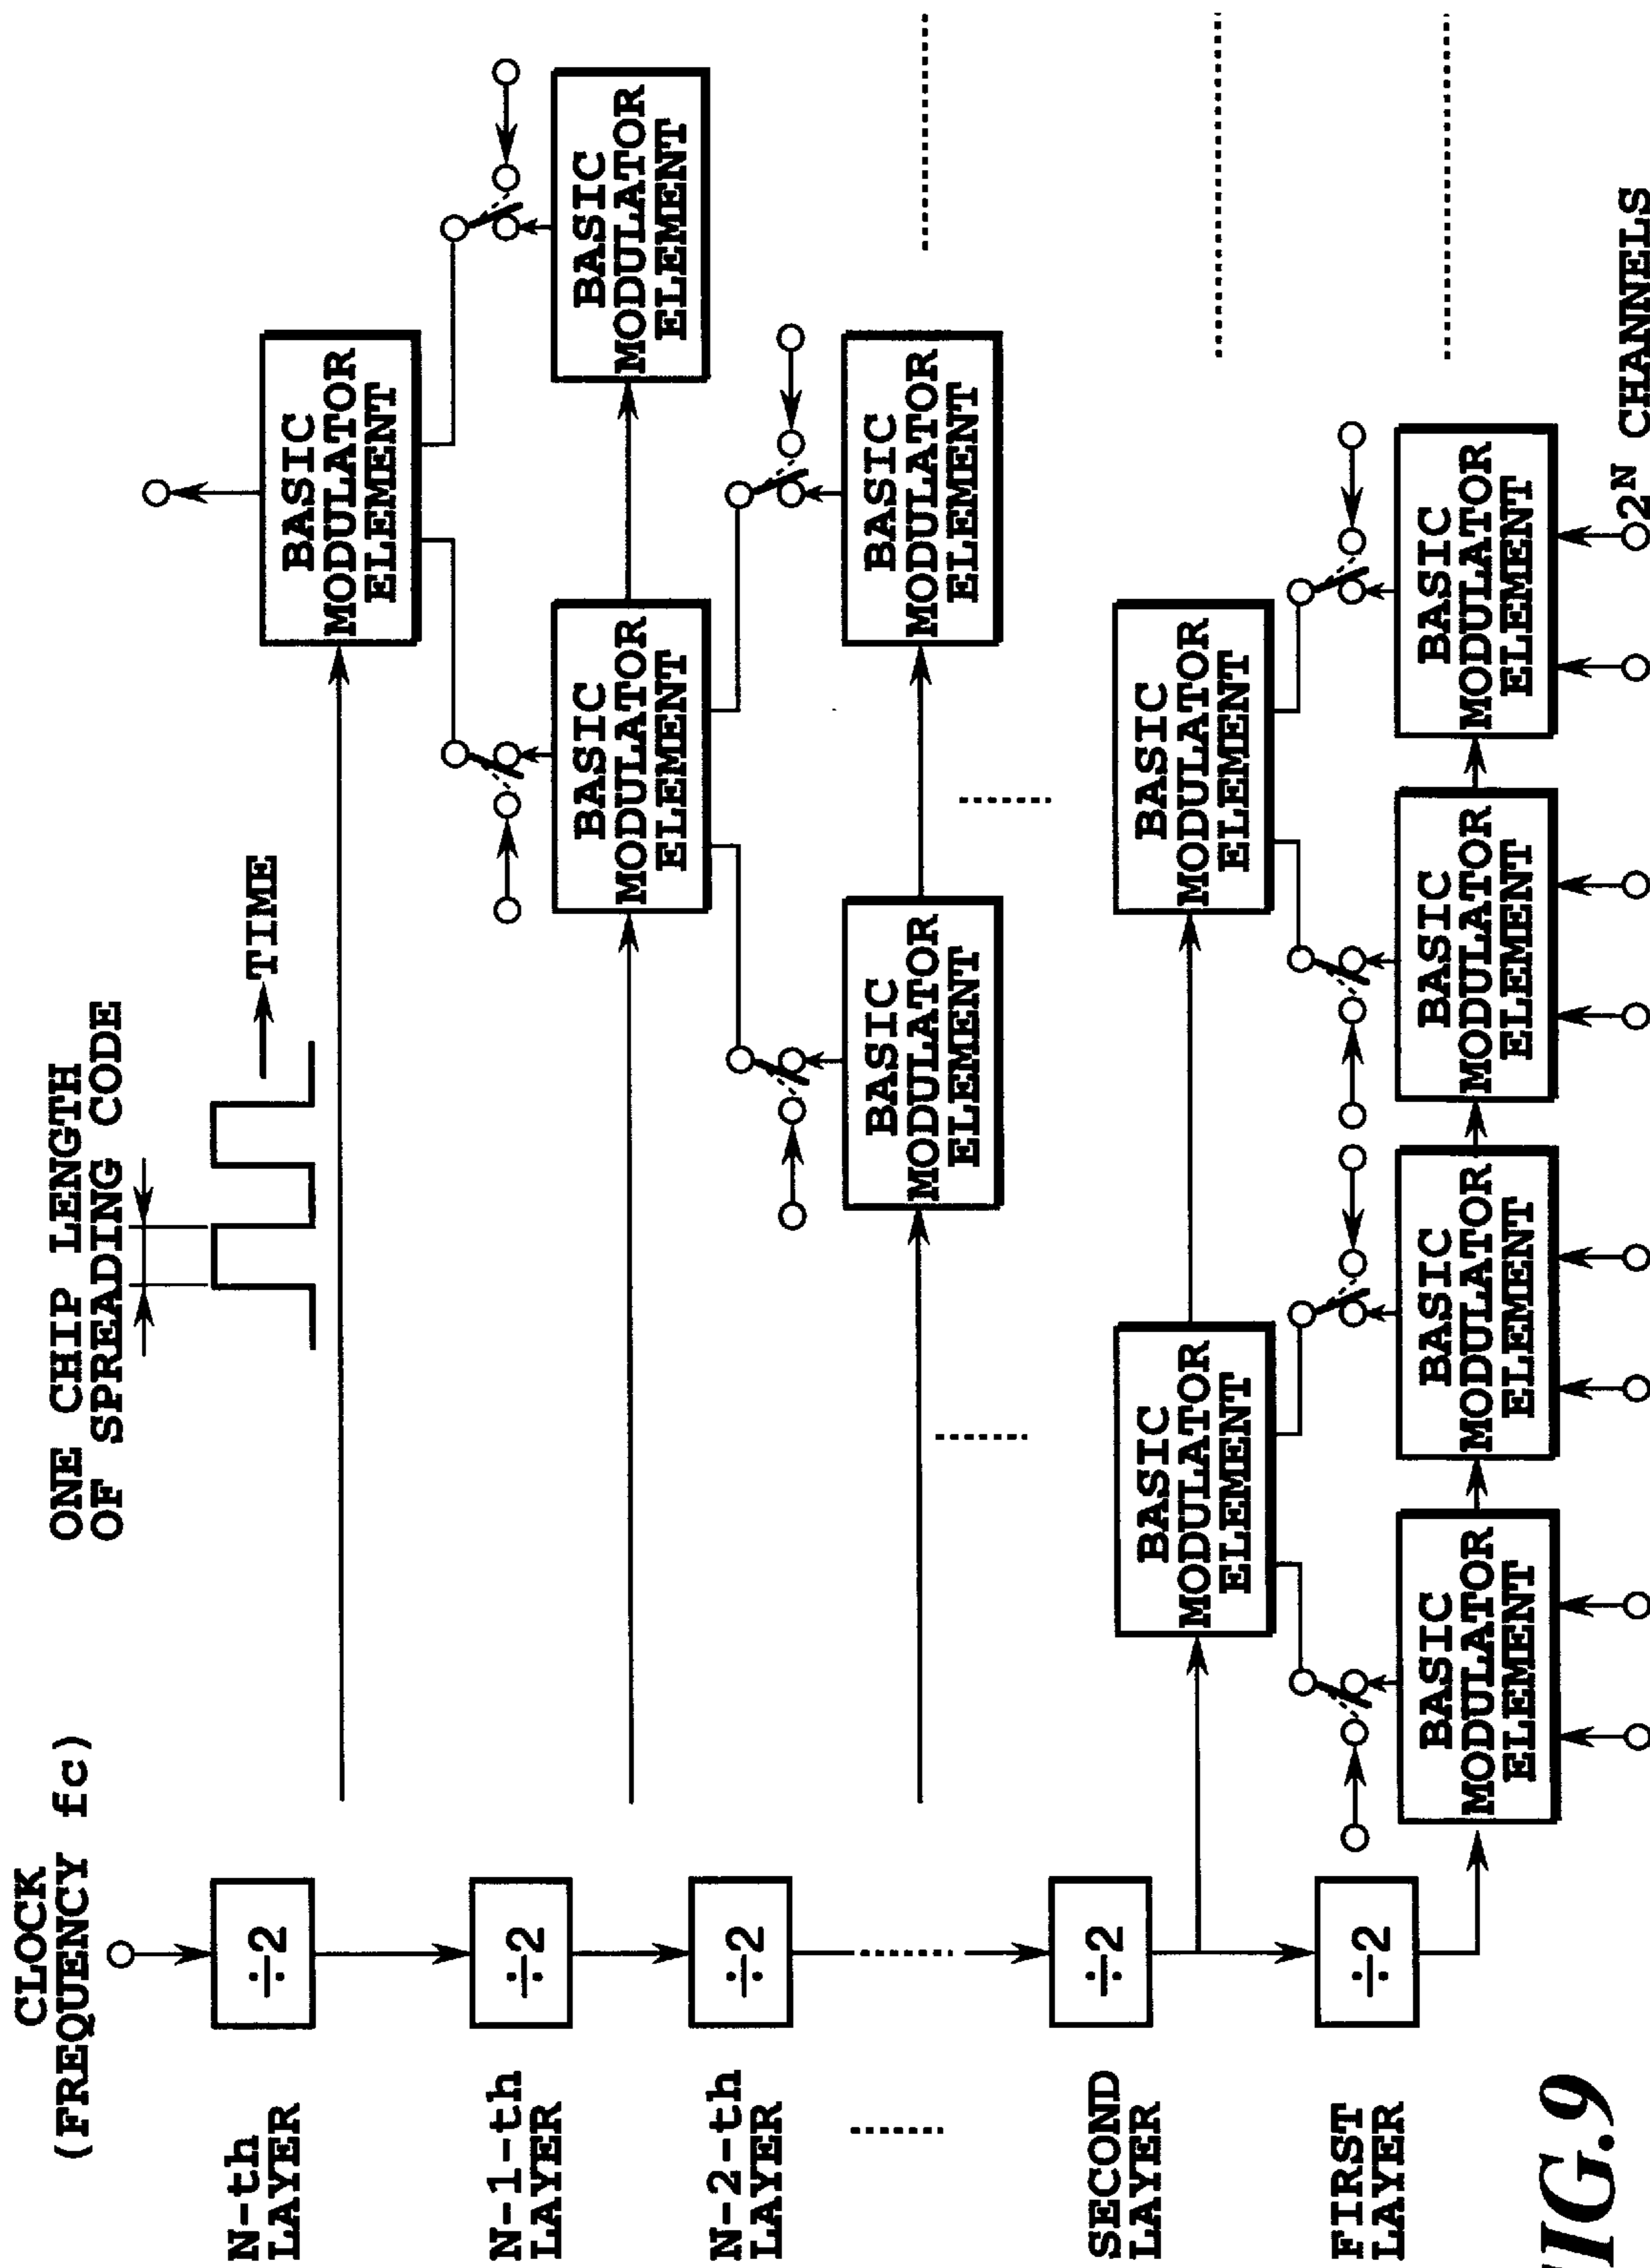 CLOCK
(FREQUENCY fc)
ONE CHIP LENGTH
OF SPREADING CODE
TIME
N-th
LAYER
÷2
BASIC
MODULATOR
ELEMENT
N-1-th
LAYER
÷2
BASIC
MODULATOR
ELEMENT
BASIC
MODULATOR
ELEMENT
N-2-th
LAYER
÷2
BASIC
MODULATOR
ELEMENT
BASIC
MODULATOR
ELEMENT
SECOND
LAYER
÷2
BASIC
MODULATOR
ELEMENT
BASIC
MODULATOR
ELEMENT
FIRST
LAYER
÷2
BASIC
MODULATOR
ELEMENT
BASIC
MODULATOR
ELEMENT
BASIC
MODULATOR
ELEMENT
BASIC
MODULATOR
ELEMENT
2ᴺ CHANNELS
IG.9